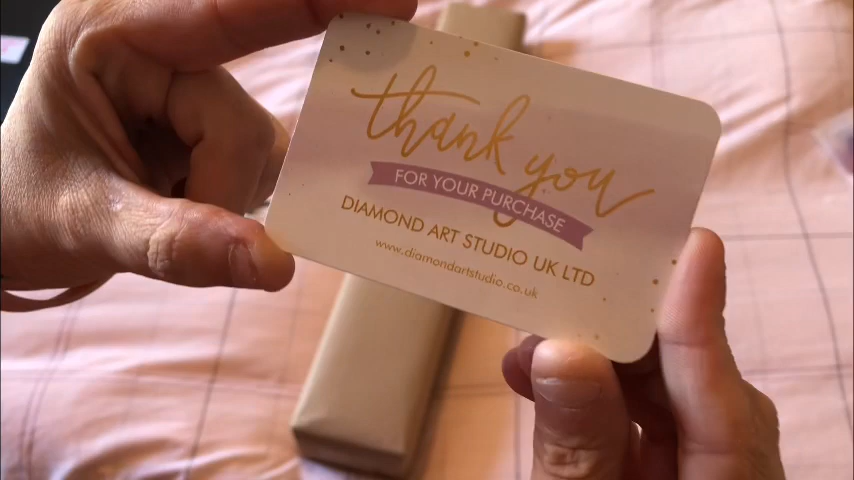 thank you
FOR YOUR PURCHASE
DIAMOND ART STUDIO UK LTD
www.diamondartstudio.co.uk